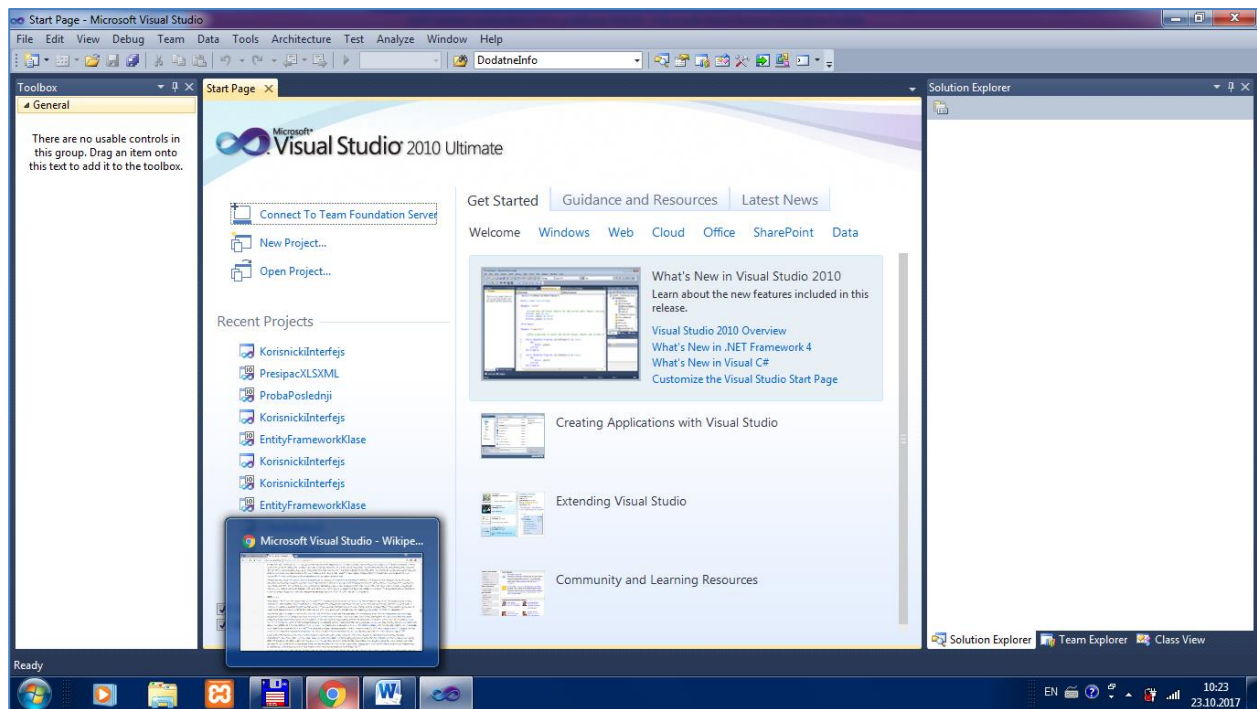 Start Page - Microsoft Visual Studio
File Edit View Debug Team Data Tools Architecture Test Analyze Window Help
DodatneInfo
Toolbox
General
There are no usable controls in
this group. Drag an item onto
this text to add it to the toolbox.
Start Page
Microsoft
Visual Studio 2010 Ultimate
Connect To Team Foundation Server
New Project...
Open Project...
Recent Projects
KorisnickiInterfejs
PresipacXLSXML
ProbaPoslednji
KorisnickiInterfejs
EntityFrameworkKlase
KorisnickiInterfejs
KorisnickiInterfejs
EntityFrameworkKlase
Get Started Guidance and Resources Latest News
Welcome Windows Web Cloud Office SharePoint Data
What's New in Visual Studio 2010
Learn about the new features included in this
release.
Visual Studio 2010 Overview
What's New in .NET Framework 4
What's New in Visual C#
Customize the Visual Studio Start Page
Creating Applications with Visual Studio
Extending Visual Studio
Community and Learning Resources
Microsoft Visual Studio - Wikipe...
Solution Explorer
Solution Explorer Team Explorer Class View
Ready
EN
10:23
23.10.2017